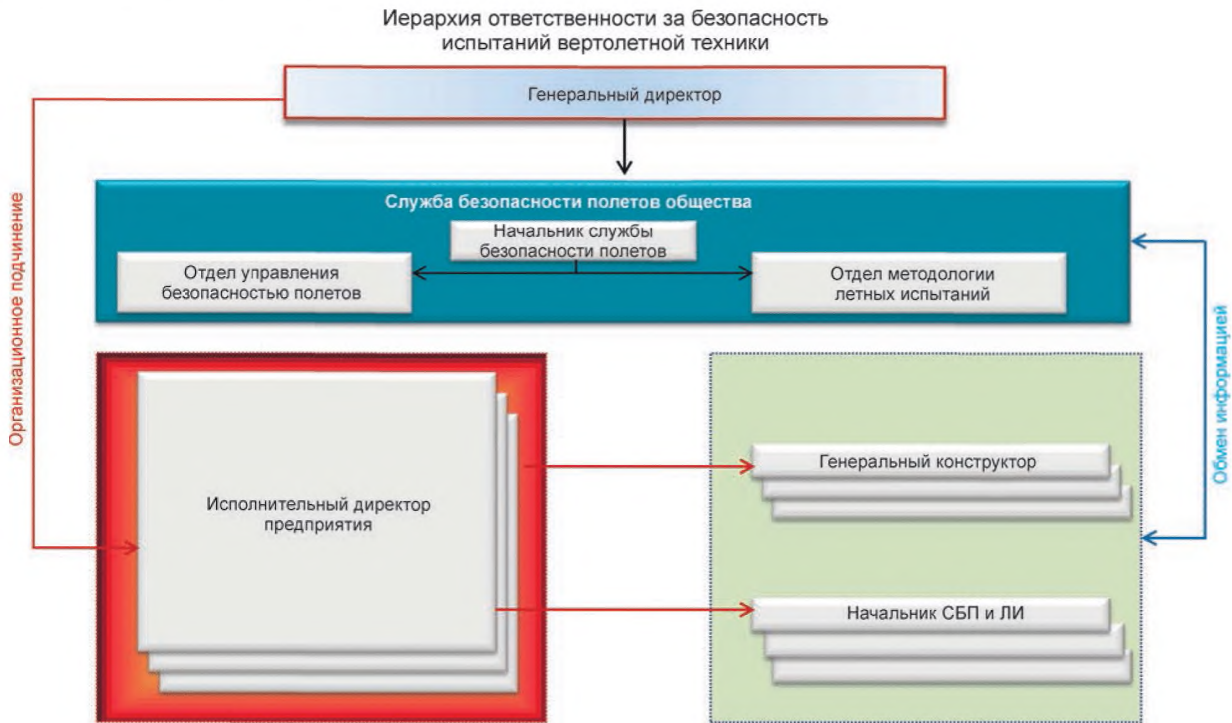 Иерархия ответственности за безопасность
испытаний вертолетной техники
Генеральный директор
Служба безопасности полетов общества
Начальник службы
безопасности полетов
Отдел управления
безопасностью полетов
Отдел методологии
летных испытаний
Организационное подчинение
Обмен информацией
Исполнительный директор
предприятия
Генеральный конструктор
Начальник СБП и ЛИ